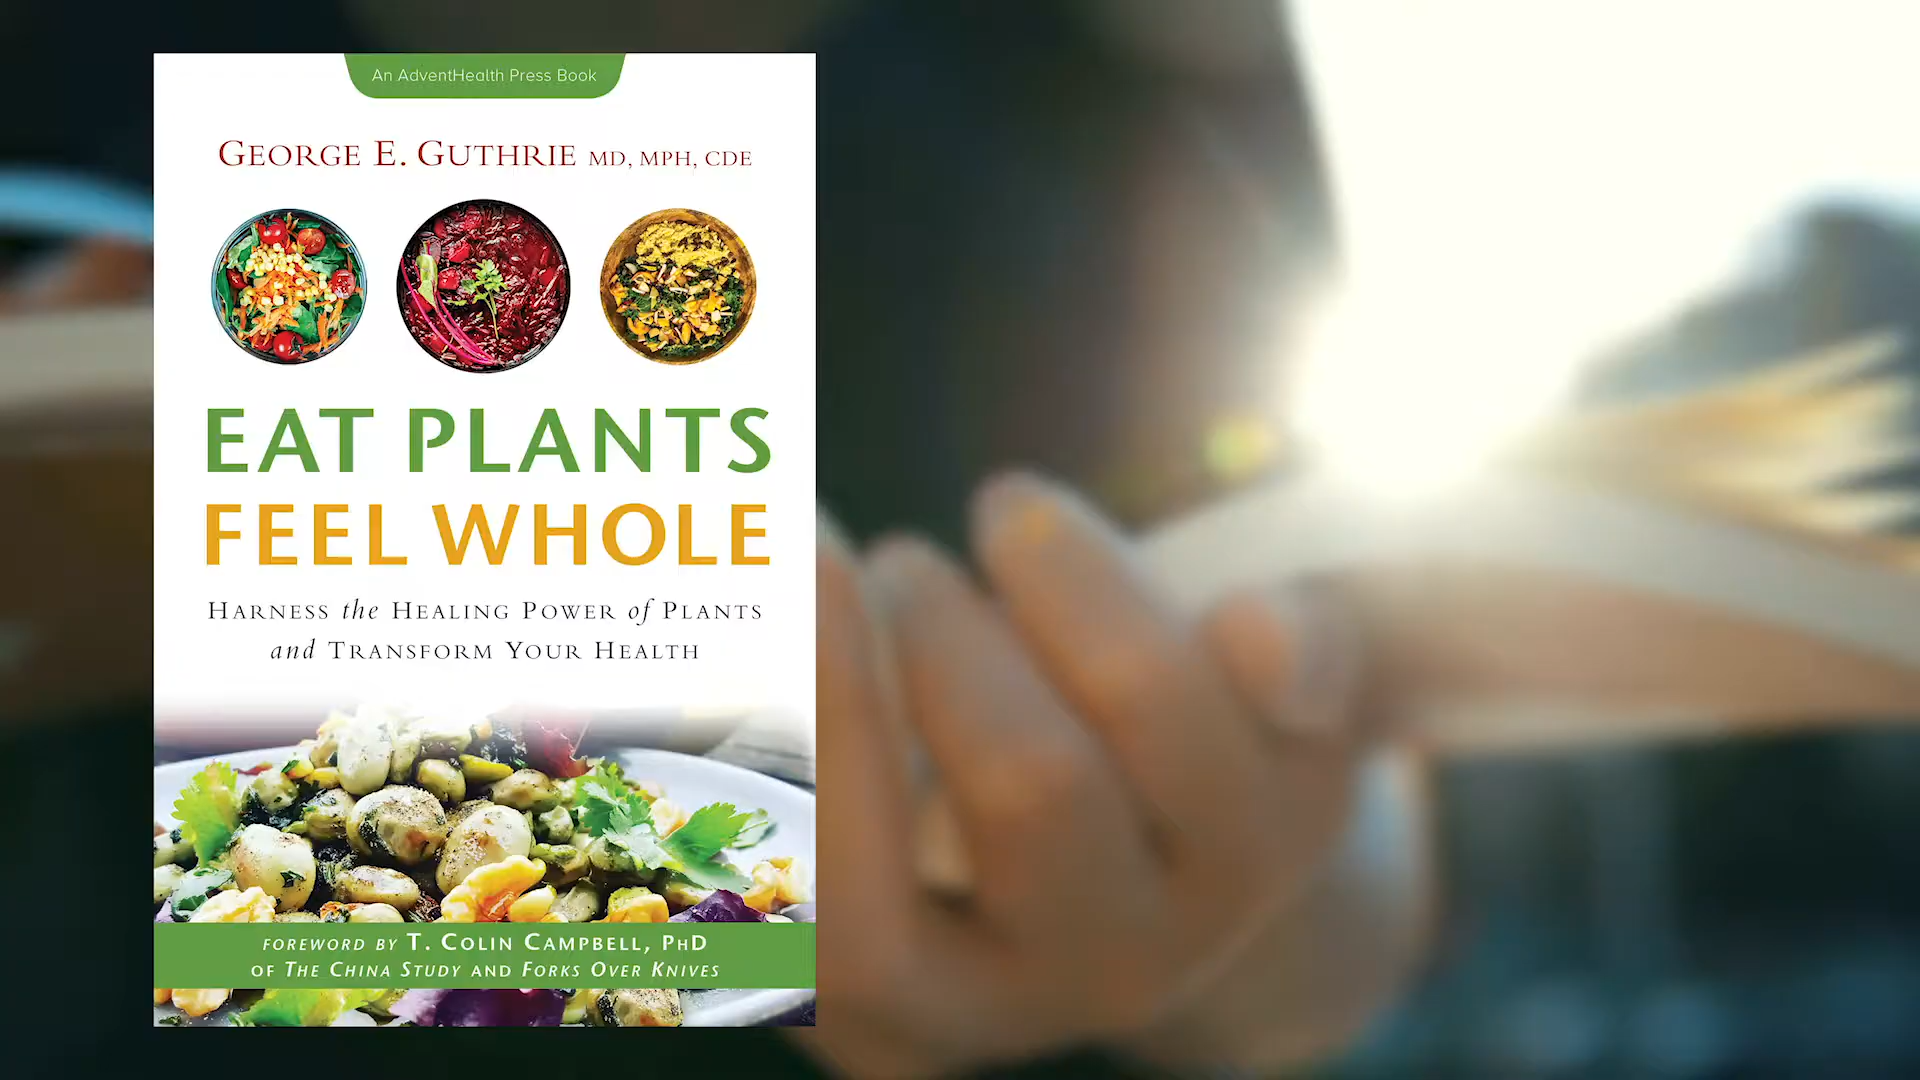 An AdventHealth Press Book
GEORGE E. GUTHRIE MD, MPH, CDE
EAT PLANTS
FEEL WHOLE
HARNESS the HEALING POWER of PLANTS
and TRANSFORM YOUR HEALTH
FOREWORD BY T. COLIN CAMPBELL, PHD
OF THE CHINA STUDY AND FORKS OVER KNIVES